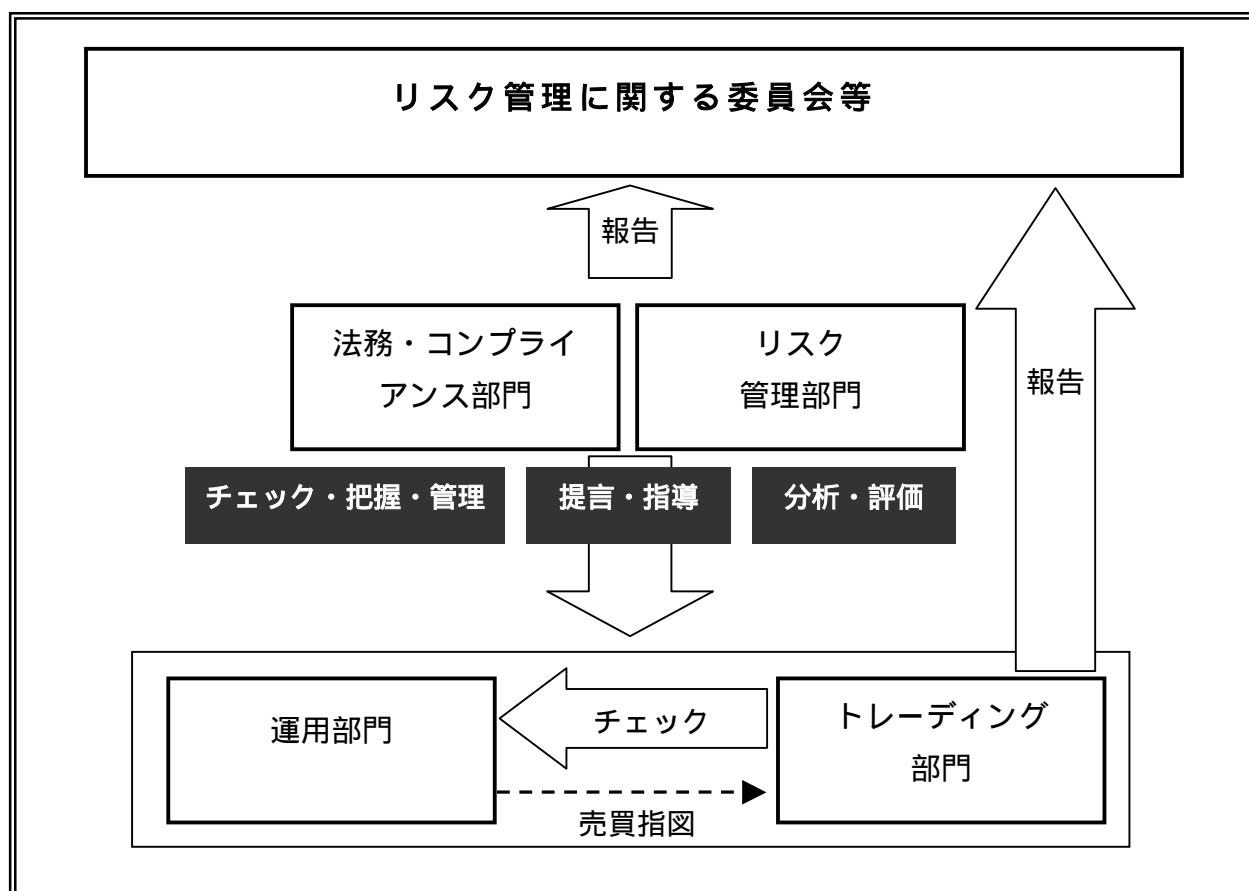 リスク管理に関する委員会等
報告
法務・コンプライ
アンス部門
リスク
管理部門
報告
チェック・把握・管理
提言・指導
分析・評価
運用部門
チェック
トレーディング
部門
売買指図